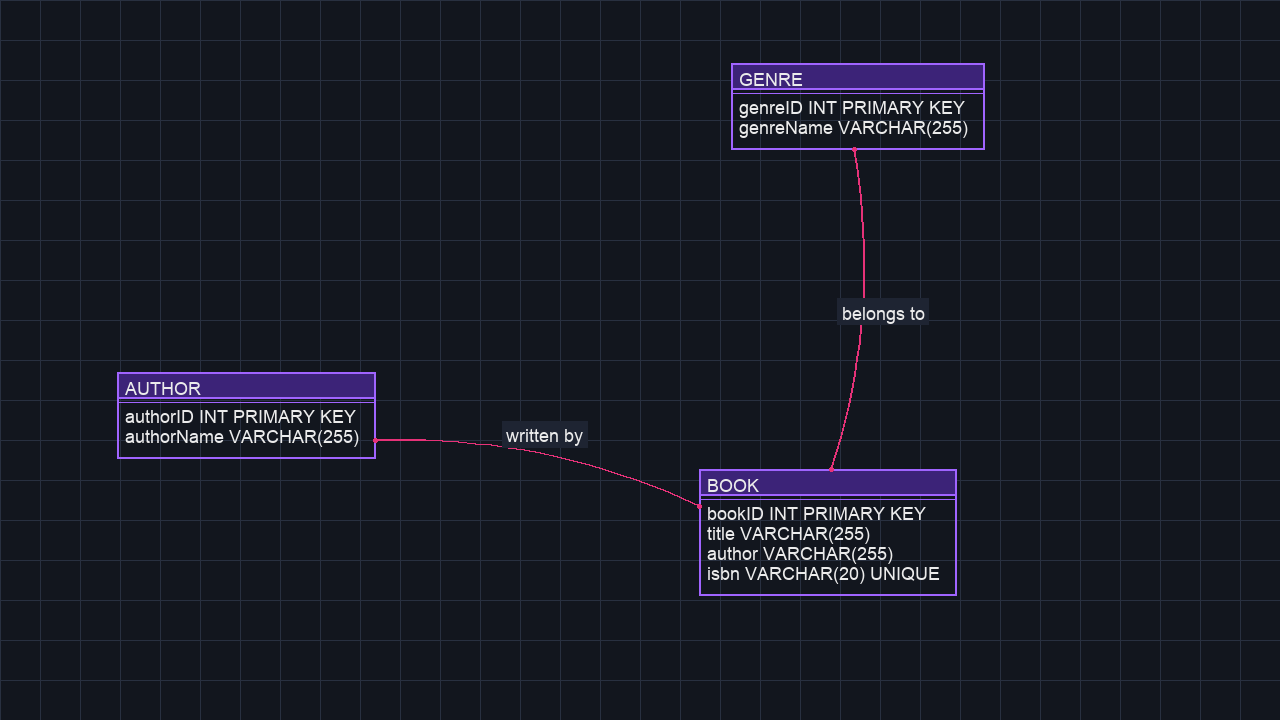 GENRE
genreID INT PRIMARY KEY
genreName VARCHAR(255)
belongs to
AUTHOR
authorID INT PRIMARY KEY
authorName VARCHAR(255)
written by
BOOK
bookID INT PRIMARY KEY
title VARCHAR(255)
author VARCHAR(255)
isbn VARCHAR(20) UNIQUE